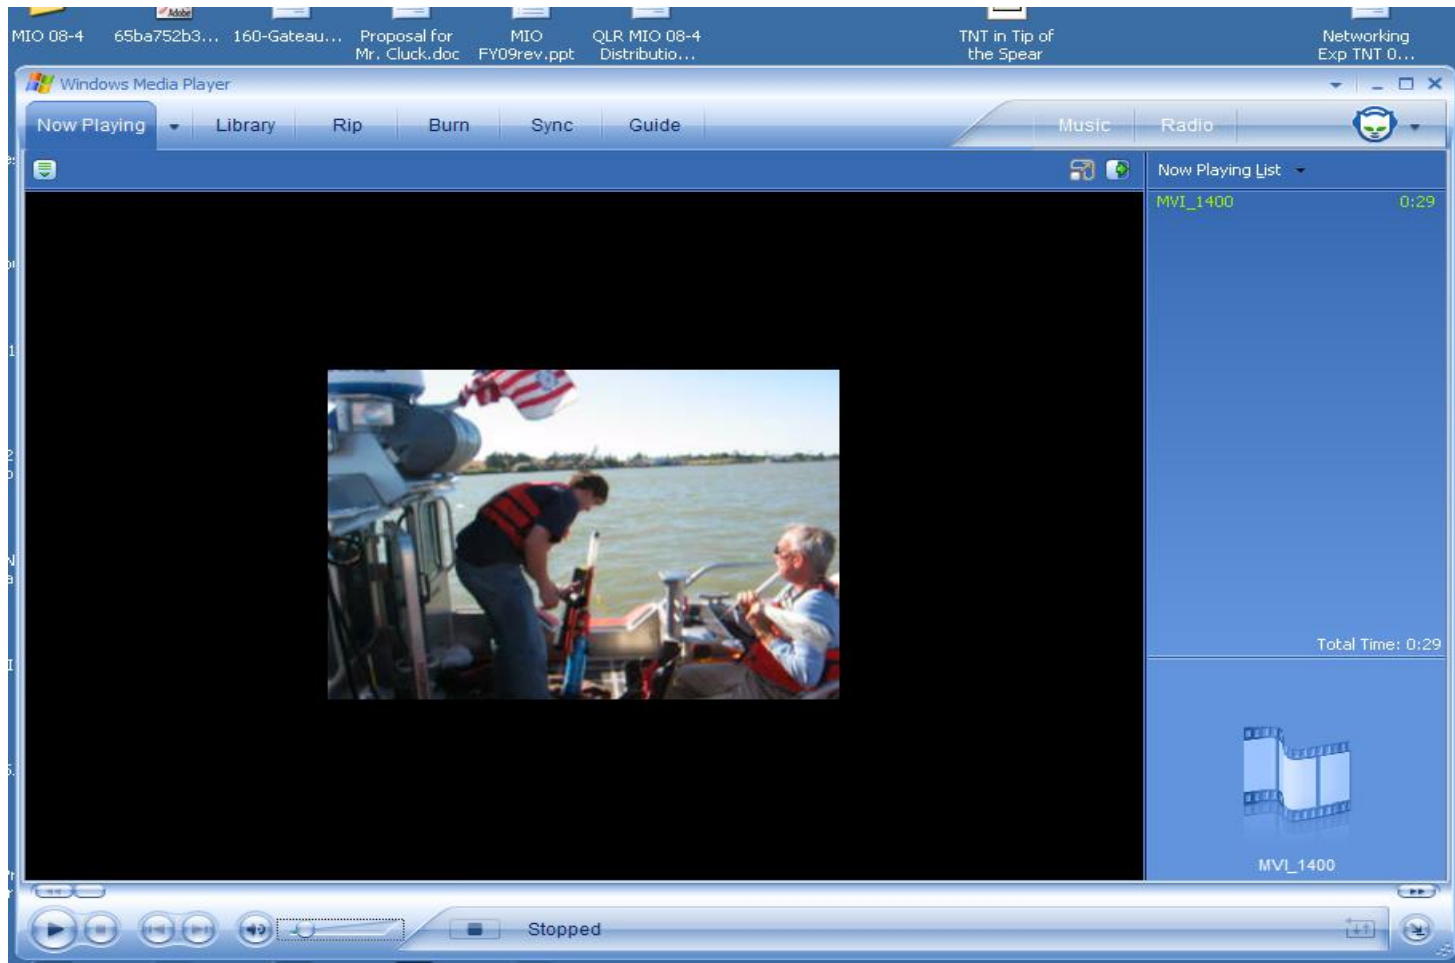 MIO 08-4
65ba752b3...
160-Gateau...
Proposal for
Mr. Cluck.doc
MIO
FY09rev.ppt
QLR MIO 08-4
Distributio...
TNT in Tip of
the Spear
Networking
Exp TNT 0...
Adobe
Windows Media Player
Now Playing
Library
Rip
Burn
Sync
Guide
Music
Radio
Now Playing List
MVI_1400 0:29
Total Time: 0:29
MVI_1400
Stopped